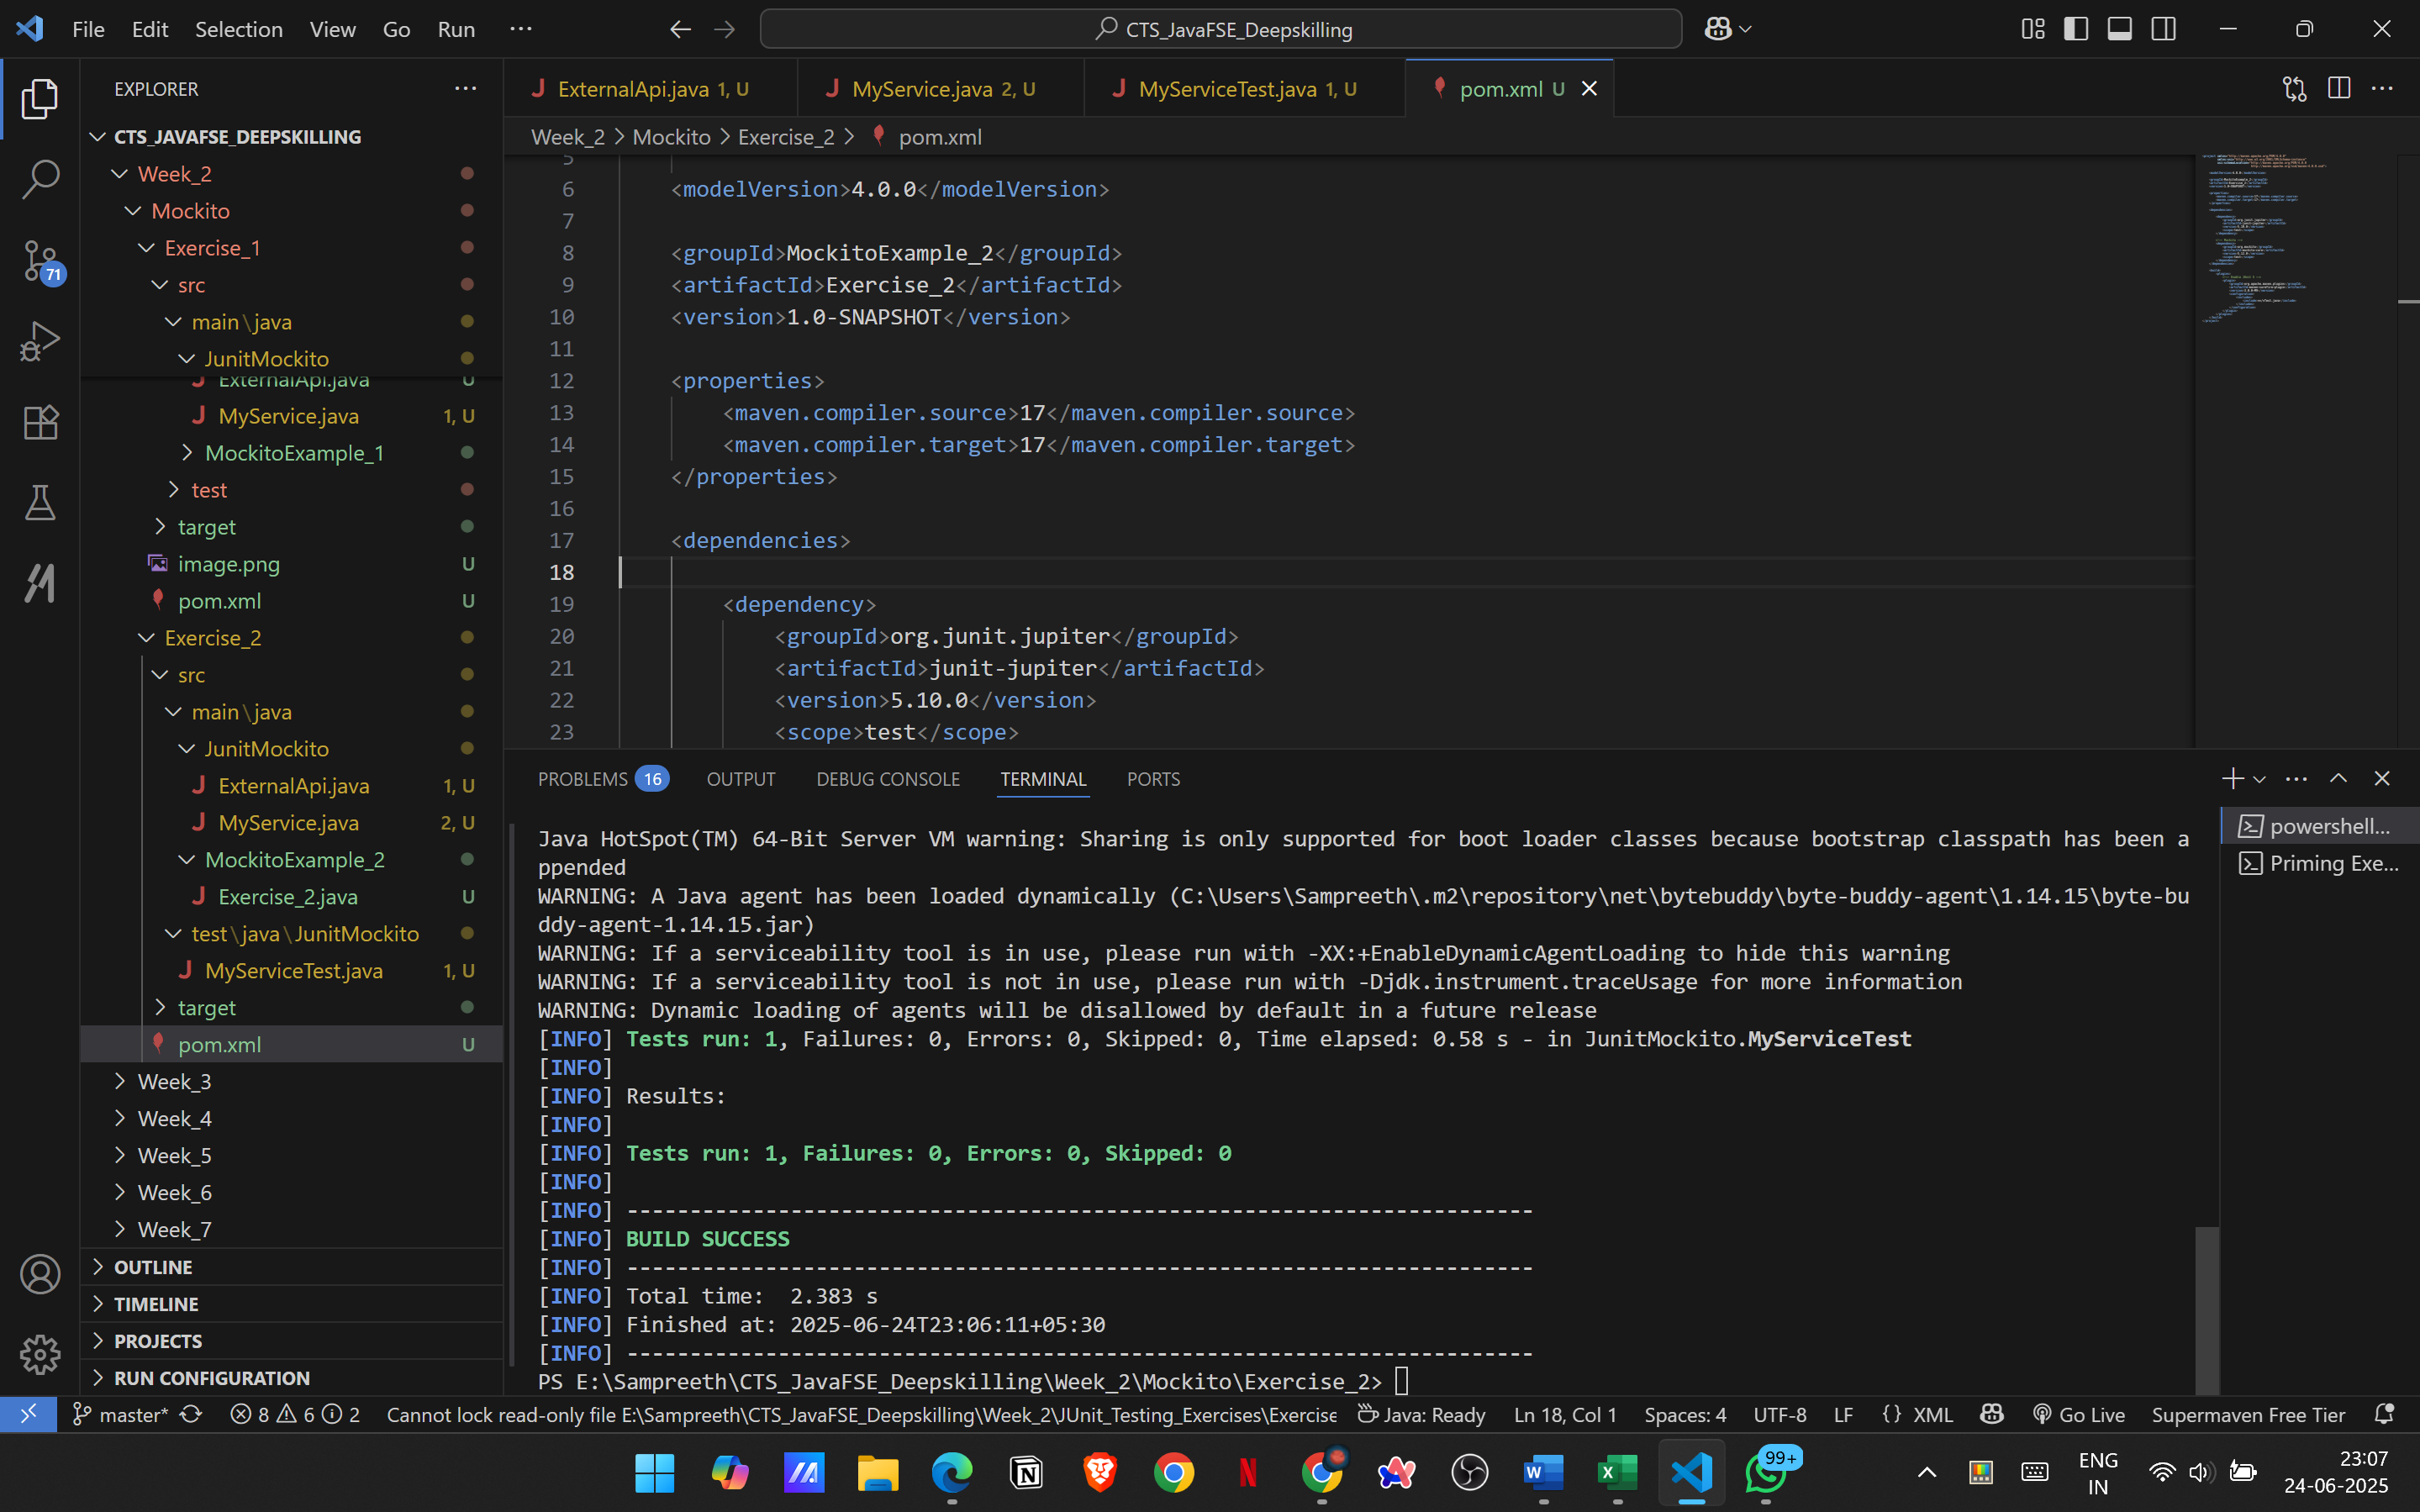 File Edit Selection View Go Run ··· CTS_JavaFSE_Deepskilling
EXPLORER ···
CTS_JAVAFSE_DEEPSKILLING
Week_2
Mockito
Exercise_1
src
main\java
JunitMockito
ExternalApi.java U
MyService.java 1, U
MockitoExample_1
test
target
image.png U
pom.xml U
Exercise_2
src
main\java
JunitMockito
ExternalApi.java 1, U
MyService.java 2, U
MockitoExample_2
Exercise_2.java U
test\java\JunitMockito
MyServiceTest.java 1, U
target
pom.xml U
Week_3
Week_4
Week_5
Week_6
Week_7
OUTLINE
TIMELINE
PROJECTS
RUN CONFIGURATION
71
ExternalApi.java 1, U MyService.java 2, U MyServiceTest.java 1, U pom.xml U
Week_2 > Mockito > Exercise_2 > pom.xml
5
6 <modelVersion>4.0.0</modelVersion>
7
8 <groupId>MockitoExample_2</groupId>
9 <artifactId>Exercise_2</artifactId>
10 <version>1.0-SNAPSHOT</version>
11
12 <properties>
13 <maven.compiler.source>17</maven.compiler.source>
14 <maven.compiler.target>17</maven.compiler.target>
15 </properties>
16
17 <dependencies>
18
19 <dependency>
20 <groupId>org.junit.jupiter</groupId>
21 <artifactId>junit-jupiter</artifactId>
22 <version>5.10.0</version>
23 <scope>test</scope>
PROBLEMS 16 OUTPUT DEBUG CONSOLE TERMINAL PORTS
powershell...
Priming Exe...
Java HotSpot(TM) 64-Bit Server VM warning: Sharing is only supported for boot loader classes because bootstrap classpath has been a
ppended
WARNING: A Java agent has been loaded dynamically (C:\Users\Sampreeth\.m2\repository\net\bytebuddy\byte-buddy-agent\1.14.15\byte-bu
ddy-agent-1.14.15.jar)
WARNING: If a serviceability tool is in use, please run with -XX:+EnableDynamicAgentLoading to hide this warning
WARNING: If a serviceability tool is not in use, please run with -Djdk.instrument.traceUsage for more information
WARNING: Dynamic loading of agents will be disallowed by default in a future release
[INFO] Tests run: 1, Failures: 0, Errors: 0, Skipped: 0, Time elapsed: 0.58 s - in JunitMockito.MyServiceTest
[INFO]
[INFO] Results:
[INFO]
[INFO] Tests run: 1, Failures: 0, Errors: 0, Skipped: 0
[INFO]
[INFO] ------------------------------------------------------------------------
[INFO] BUILD SUCCESS
[INFO] ------------------------------------------------------------------------
[INFO] Total time:  2.383 s
[INFO] Finished at: 2025-06-24T23:06:11+05:30
[INFO] ------------------------------------------------------------------------
PS E:\Sampreeth\CTS_JavaFSE_Deepskilling\Week_2\Mockito\Exercise_2>
master* 8 6 2 Cannot lock read-only file E:\Sampreeth\CTS_JavaFSE_Deepskilling\Week_2\JUnit_Testing_Exercises\Exercise Java: Ready Ln 18, Col 1 Spaces: 4 UTF-8 LF {} XML Go Live Supermaven Free Tier
99+
ENG
IN
23:07
24-06-2025